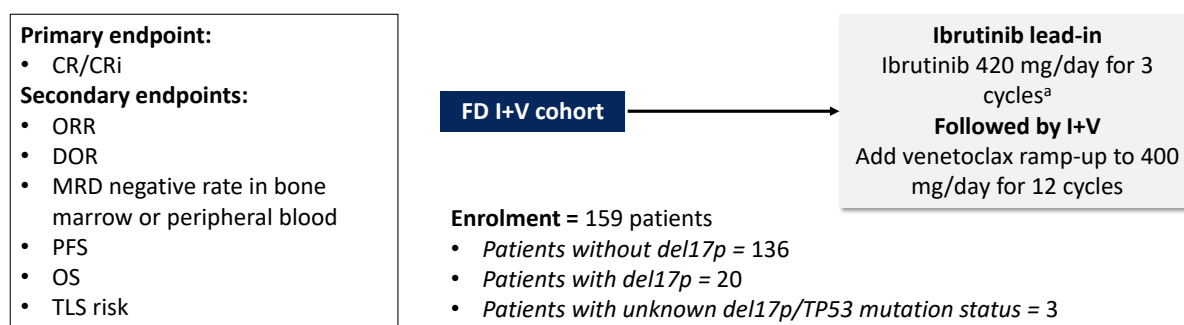 Primary endpoint:
• CR/CRi
Secondary endpoints:
• ORR
• DOR
• MRD negative rate in bone
marrow or peripheral blood
• PFS
• OS
• TLS risk
FD I+V cohort
Ibrutinib lead-in
Ibrutinib 420 mg/day for 3
cyclesᵃ
Followed by I+V
Add venetoclax ramp-up to 400
mg/day for 12 cycles
Enrolment = 159 patients
• Patients without del17p = 136
• Patients with del17p = 20
• Patients with unknown del17p/TP53 mutation status = 3